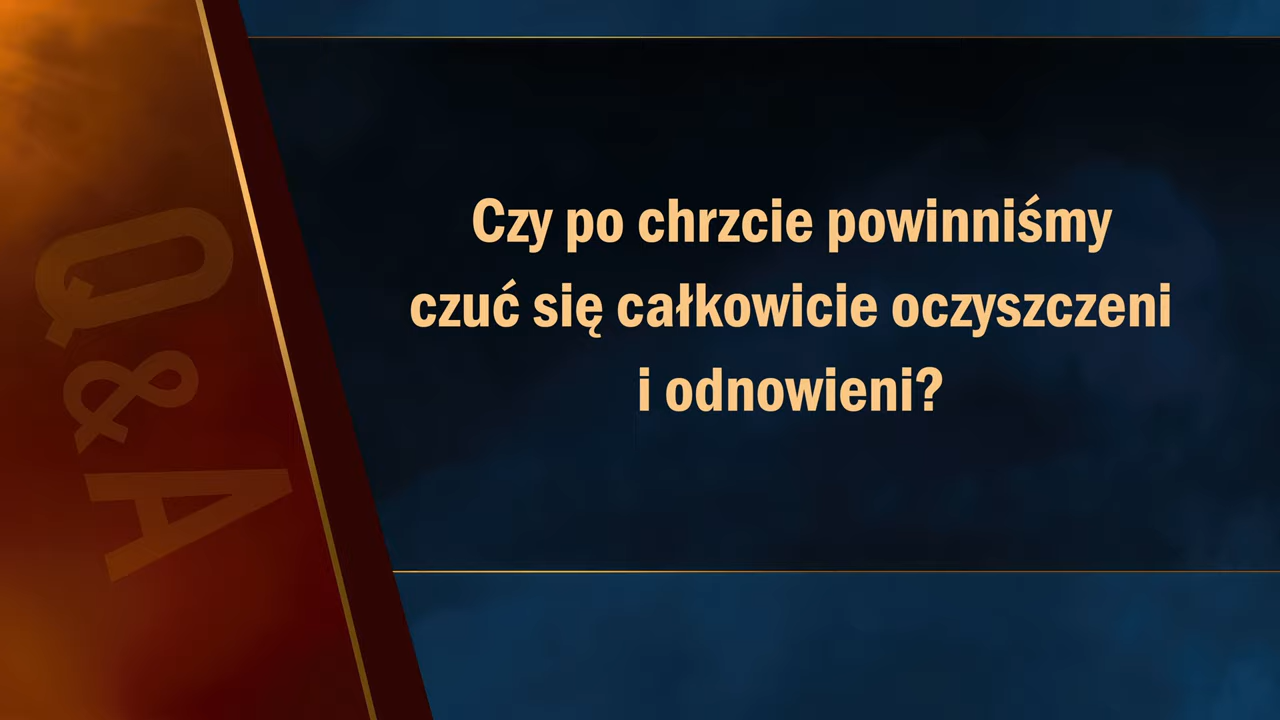 Q & A
Czy po chrzcie powinniśmy
czuć się całkowicie oczyszczeni
i odnowieni?